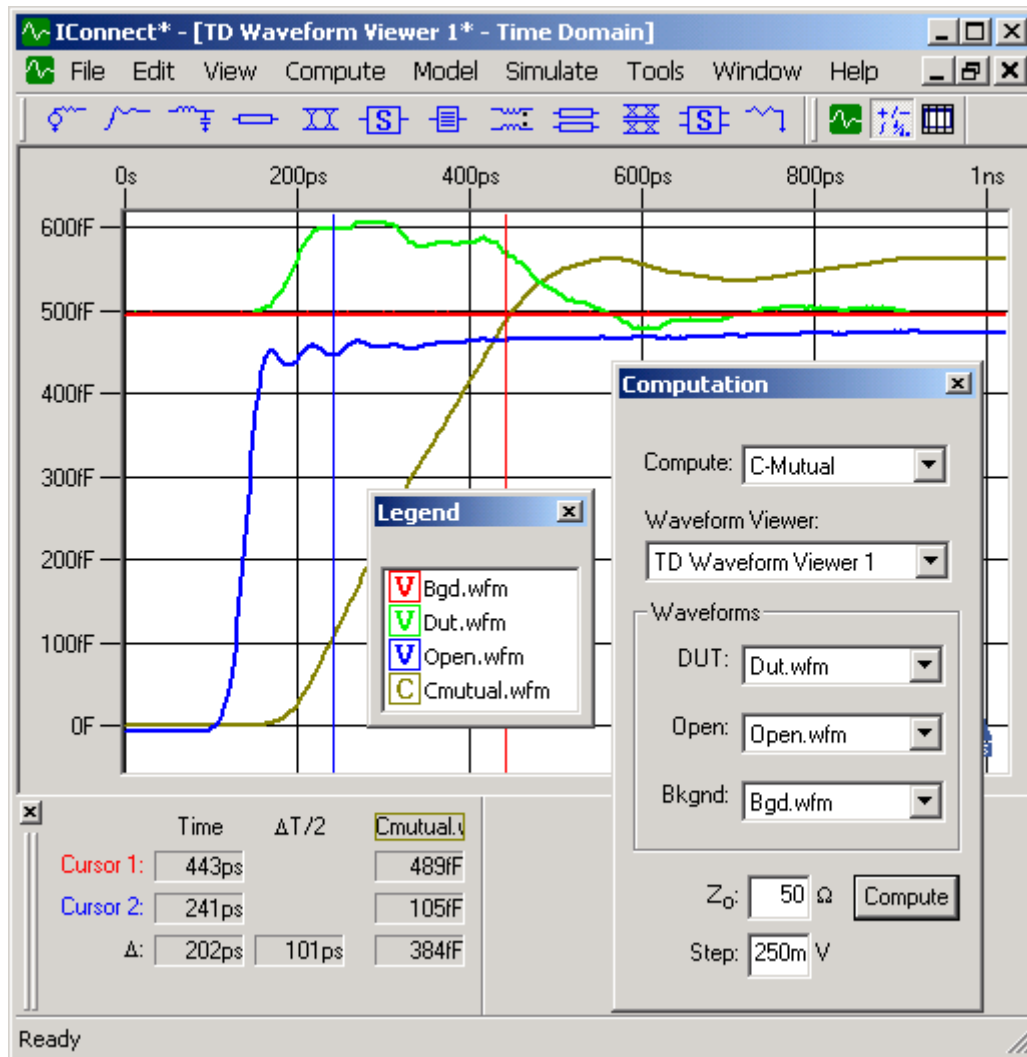 IConnect* - [TD Waveform Viewer 1* - Time Domain]
File Edit View Compute Model Simulate Tools Window Help
S S
0s 200ps 400ps 600ps 800ps 1ns
600fF
500fF
400fF
300fF
200fF
100fF
0F
Legend
V Bgd.wfm
V Dut.wfm
V Open.wfm
C Cmutual.wfm
Computation
Compute: C-Mutual
Waveform Viewer:
TD Waveform Viewer 1
Waveforms
DUT: Dut.wfm
Open: Open.wfm
Bkgnd: Bgd.wfm
Z₀: 50 Ω Compute
Step: 250m V
Time ΔT/2 Cmutual.
Cursor 1: 443ps 489fF
Cursor 2: 241ps 105fF
Δ: 202ps 101ps 384fF
Ready